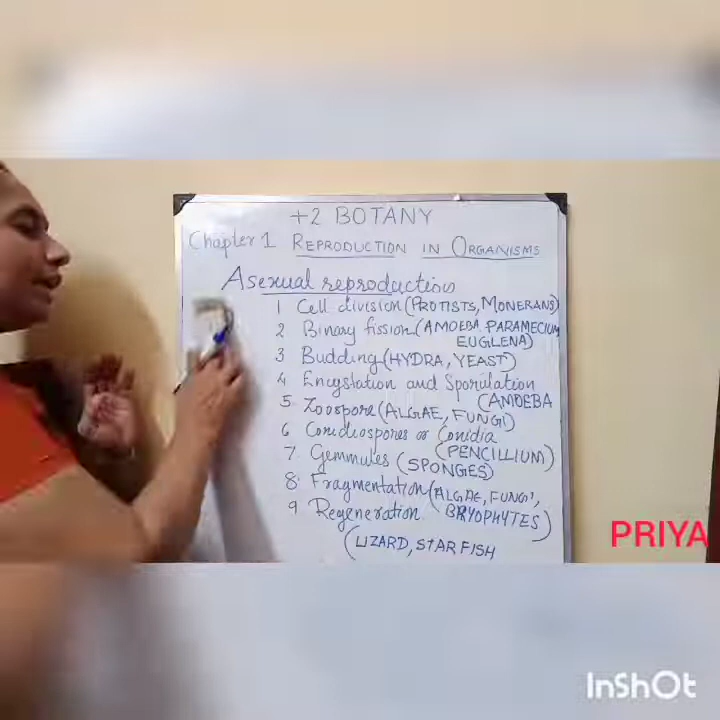 +2 BOTANY
Chapter 1 REPRODUCTION IN ORGANISMS
Asexual reproduction
1 Cell division (PROTISTS, MONERANS)
2 Binary fission (AMOEBA, PARAMECIUM
EUGLENA)
3 Budding (HYDRA, YEAST)
4 Encystation and Sporulation
(AMOEBA
5 Zoospore (ALGAE, FUNGI)
6 Conidiospores or Conidia
(PENCILLIUM)
7 Gemmules (SPONGES)
8 Fragmentation (ALGAE, FUNGI,
BRYOPHYTES)
9 Regeneration
(LIZARD, STAR FISH
PRIYA
InShOt